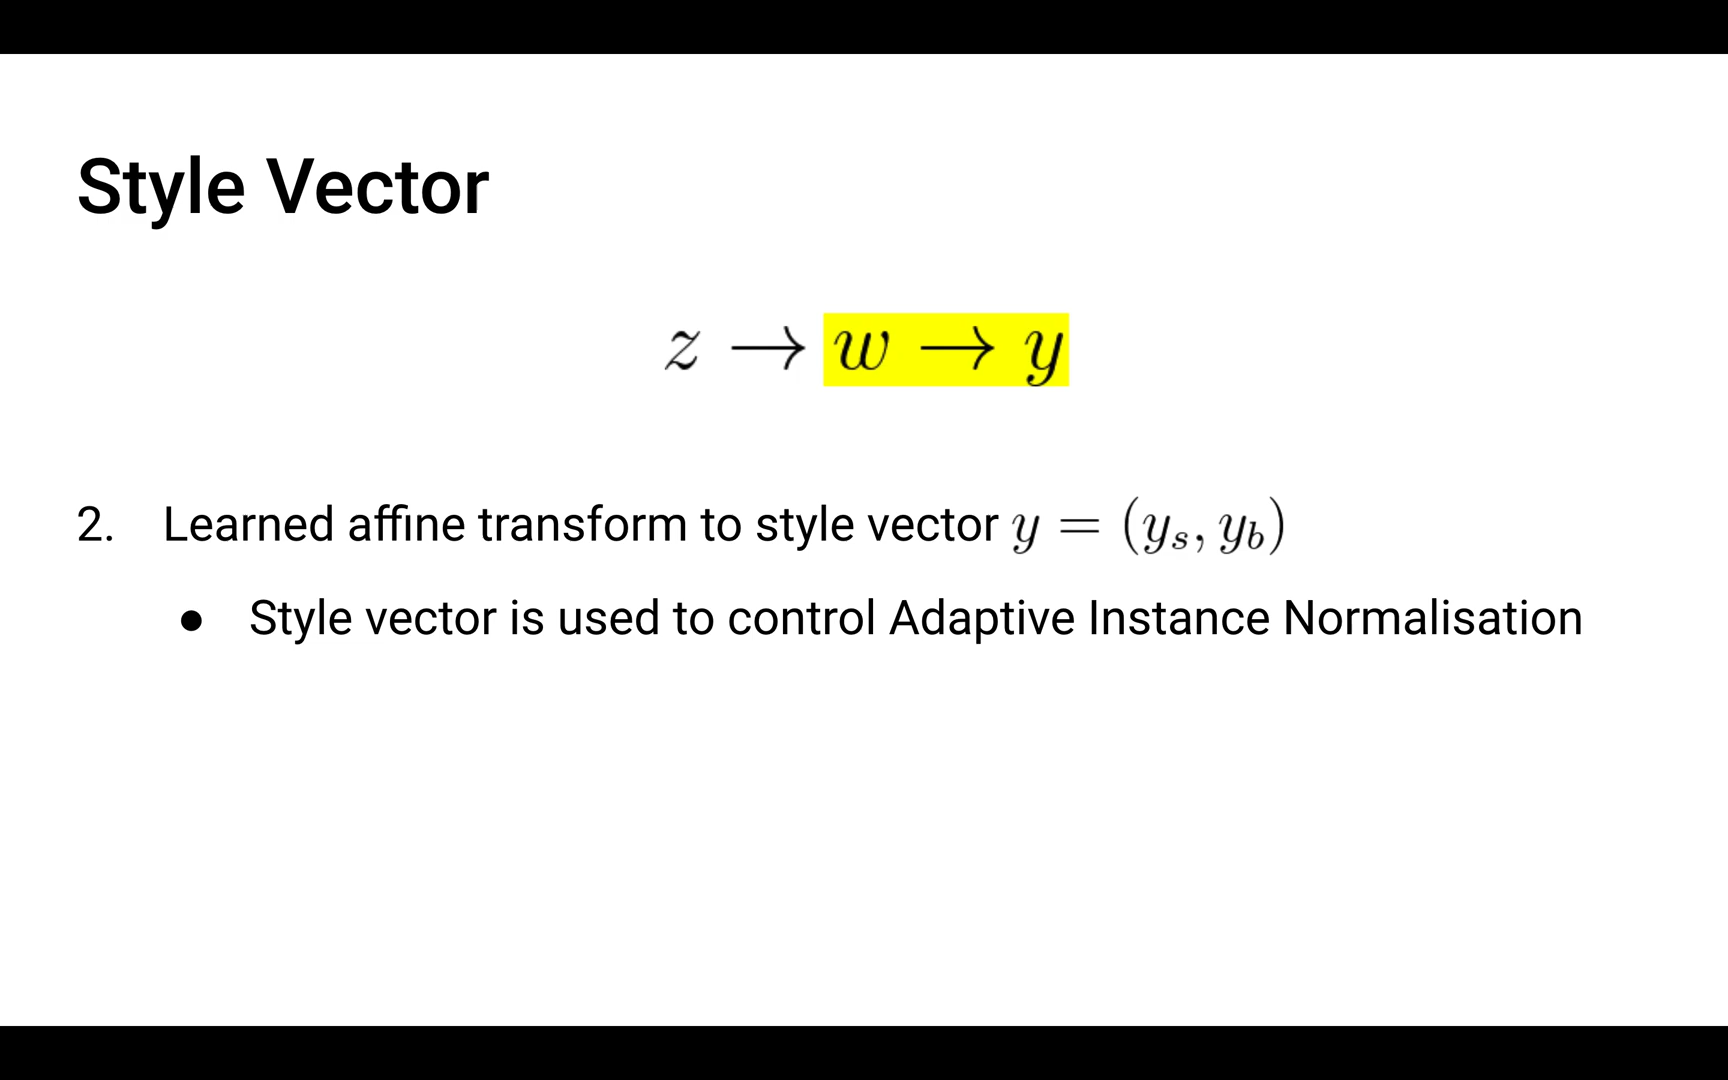 Style Vector
z → w → y
2. Learned affine transform to style vector y = (y_s, y_b)
● Style vector is used to control Adaptive Instance Normalisation